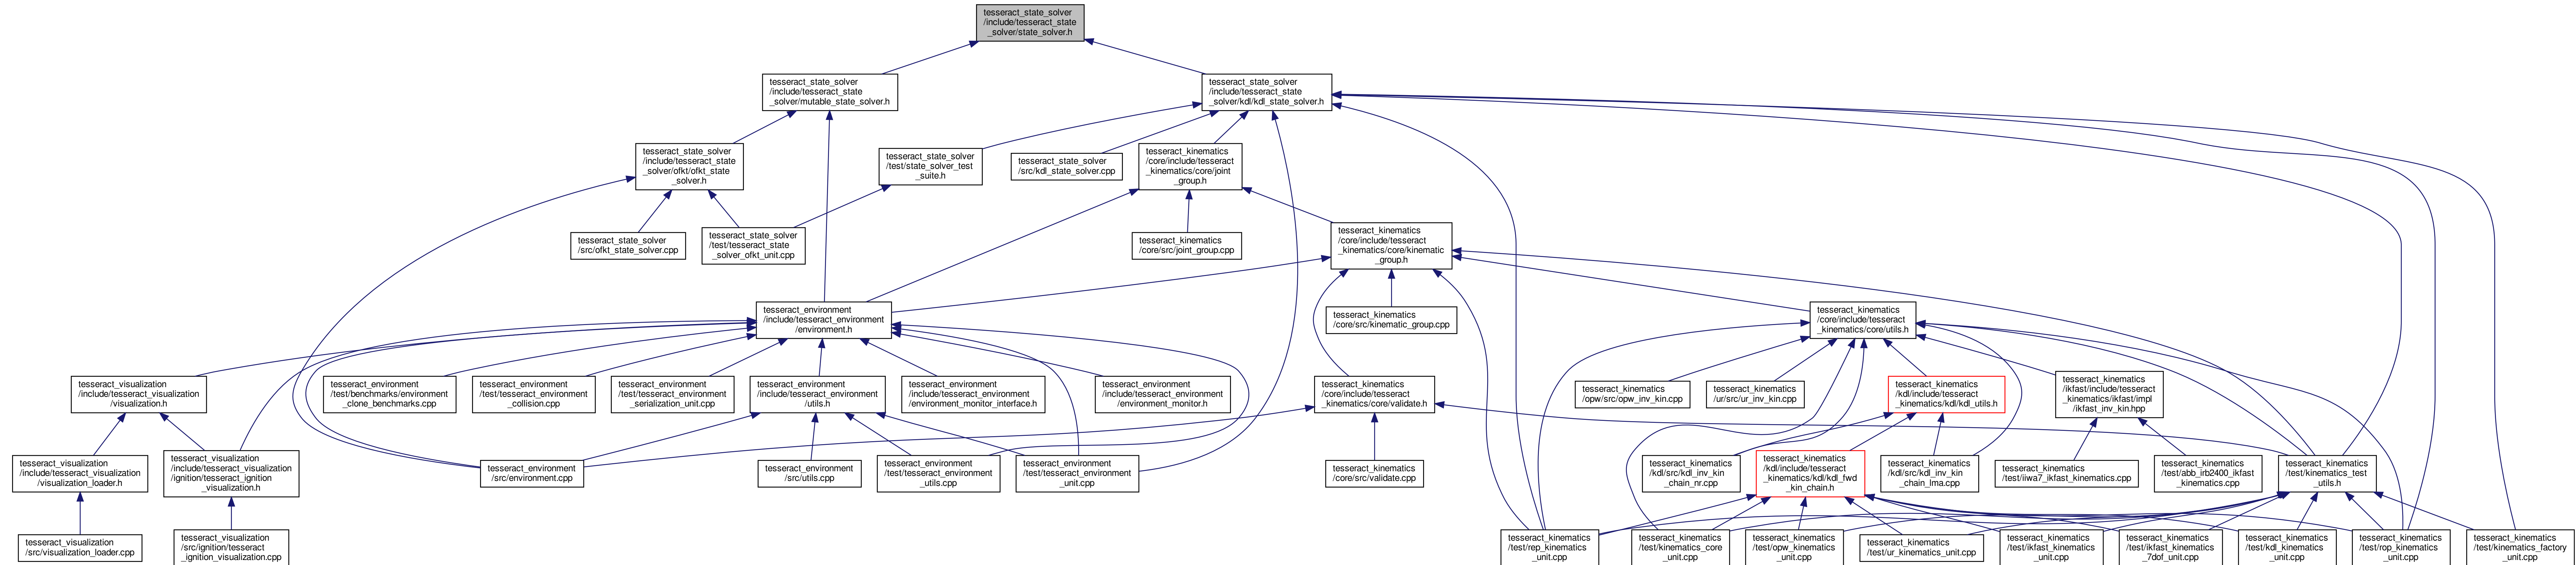 tesseract_state_solver
/include/tesseract_state
_solver/state_solver.h
tesseract_state_solver
/include/tesseract_state
_solver/mutable_state_solver.h
tesseract_state_solver
/include/tesseract_state
_solver/kdl/kdl_state_solver.h
tesseract_state_solver
/include/tesseract_state
_solver/ofkt/ofkt_state
_solver.h
tesseract_state_solver
/test/state_solver_test
_suite.h
tesseract_state_solver
/src/kdl_state_solver.cpp
tesseract_kinematics
/core/include/tesseract
_kinematics/core/joint
_group.h
tesseract_state_solver
/src/ofkt_state_solver.cpp
tesseract_state_solver
/test/tesseract_state
_solver_ofkt_unit.cpp
tesseract_kinematics
/core/src/joint_group.cpp
tesseract_kinematics
/core/include/tesseract
_kinematics/core/kinematic
_group.h
tesseract_environment
/include/tesseract_environment
/environment.h
tesseract_kinematics
/core/src/kinematic_group.cpp
tesseract_kinematics
/core/include/tesseract
_kinematics/core/utils.h
tesseract_visualization
/include/tesseract_visualization
/visualization.h
tesseract_environment
/test/benchmarks/environment
_clone_benchmarks.cpp
tesseract_environment
/test/tesseract_environment
_collision.cpp
tesseract_environment
/test/tesseract_environment
_serialization_unit.cpp
tesseract_environment
/include/tesseract_environment
/utils.h
tesseract_environment
/include/tesseract_environment
/environment_monitor_interface.h
tesseract_environment
/include/tesseract_environment
/environment_monitor.h
tesseract_kinematics
/core/include/tesseract
_kinematics/core/validate.h
tesseract_kinematics
/opw/src/opw_inv_kin.cpp
tesseract_kinematics
/ur/src/ur_inv_kin.cpp
tesseract_kinematics
/kdl/include/tesseract
_kinematics/kdl/kdl_utils.h
tesseract_kinematics
/ikfast/include/tesseract
_kinematics/ikfast/impl
/ikfast_inv_kin.hpp
tesseract_visualization
/include/tesseract_visualization
/visualization_loader.h
tesseract_visualization
/include/tesseract_visualization
/ignition/tesseract_ignition
_visualization.h
tesseract_environment
/src/environment.cpp
tesseract_environment
/src/utils.cpp
tesseract_environment
/test/tesseract_environment
_utils.cpp
tesseract_environment
/test/tesseract_environment
_unit.cpp
tesseract_kinematics
/core/src/validate.cpp
tesseract_kinematics
/kdl/src/kdl_inv_kin
_chain_nr.cpp
tesseract_kinematics
/kdl/include/tesseract
_kinematics/kdl/kdl_fwd
_kin_chain.h
tesseract_kinematics
/kdl/src/kdl_inv_kin
_chain_lma.cpp
tesseract_kinematics
/test/iiwa7_ikfast_kinematics.cpp
tesseract_kinematics
/test/abb_irb2400_ikfast
_kinematics.cpp
tesseract_kinematics
/test/kinematics_test
_utils.h
tesseract_visualization
/src/visualization_loader.cpp
tesseract_visualization
/src/ignition/tesseract
_ignition_visualization.cpp
tesseract_kinematics
/test/rep_kinematics
_unit.cpp
tesseract_kinematics
/test/kinematics_core
_unit.cpp
tesseract_kinematics
/test/opw_kinematics
_unit.cpp
tesseract_kinematics
/test/ur_kinematics_unit.cpp
tesseract_kinematics
/test/ikfast_kinematics
_unit.cpp
tesseract_kinematics
/test/ikfast_kinematics
_7dof_unit.cpp
tesseract_kinematics
/test/kdl_kinematics
_unit.cpp
tesseract_kinematics
/test/rop_kinematics
_unit.cpp
tesseract_kinematics
/test/kinematics_factory
_unit.cpp